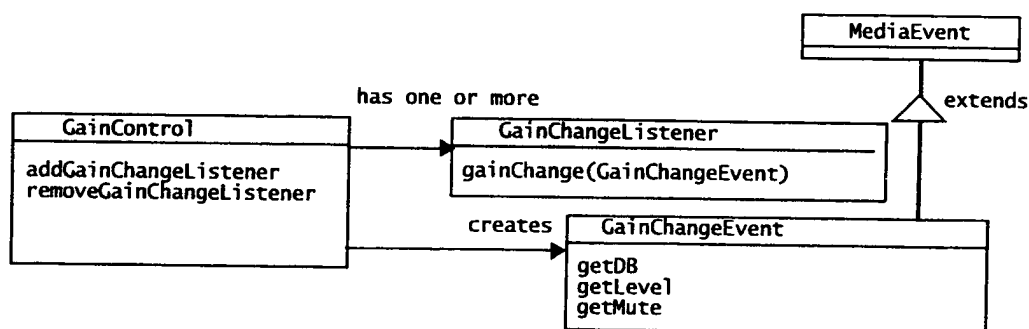 MediaEvent
extends
has one or more
GainControl
addGainChangeListener
removeGainChangeListener
GainChangeListener
gainChange(GainChangeEvent)
creates
GainChangeEvent
getDB
getLevel
getMute